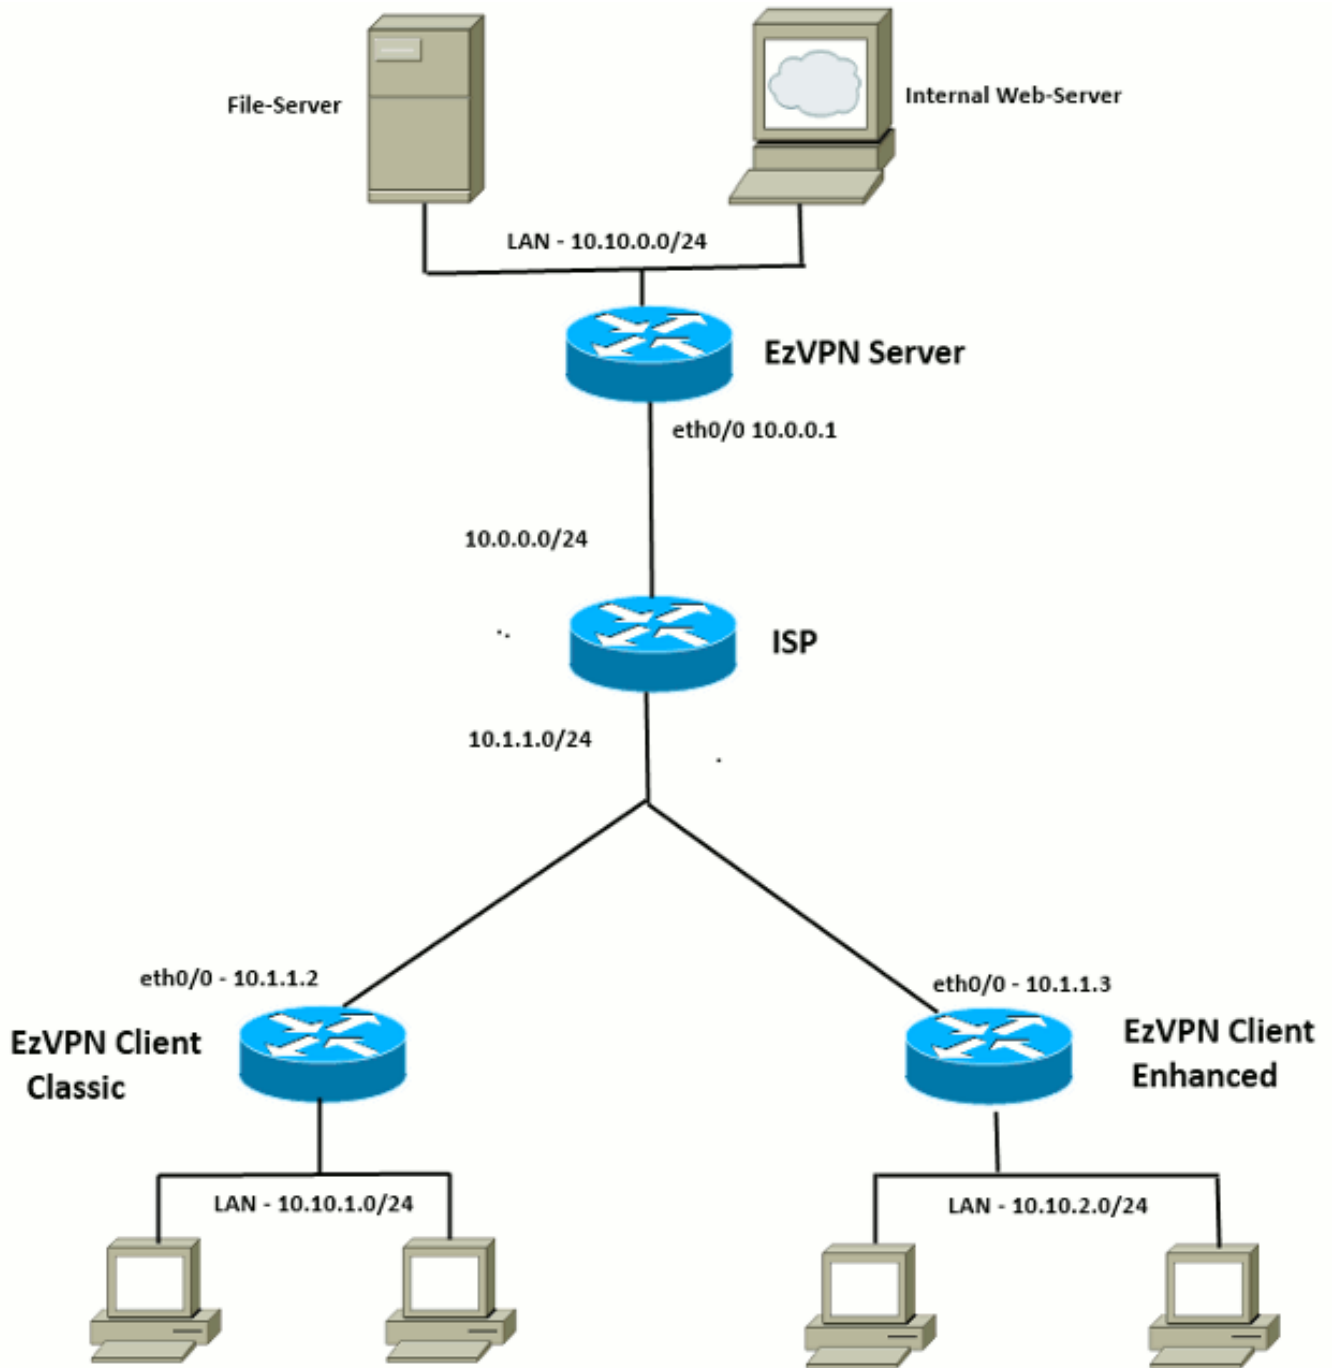 File-Server
Internal Web-Server
LAN - 10.10.0.0/24
EzVPN Server
eth0/0 10.0.0.1
10.0.0.0/24
ISP
10.1.1.0/24
eth0/0 - 10.1.1.2
eth0/0 - 10.1.1.3
EzVPN Client
Classic
EzVPN Client
Enhanced
LAN - 10.10.1.0/24
LAN - 10.10.2.0/24